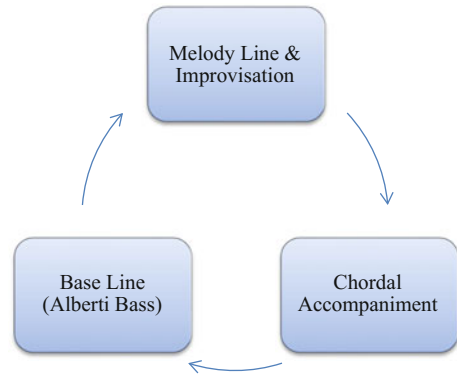 Melody Line &
Improvisation
Chordal
Accompaniment
Base Line
(Alberti Bass)